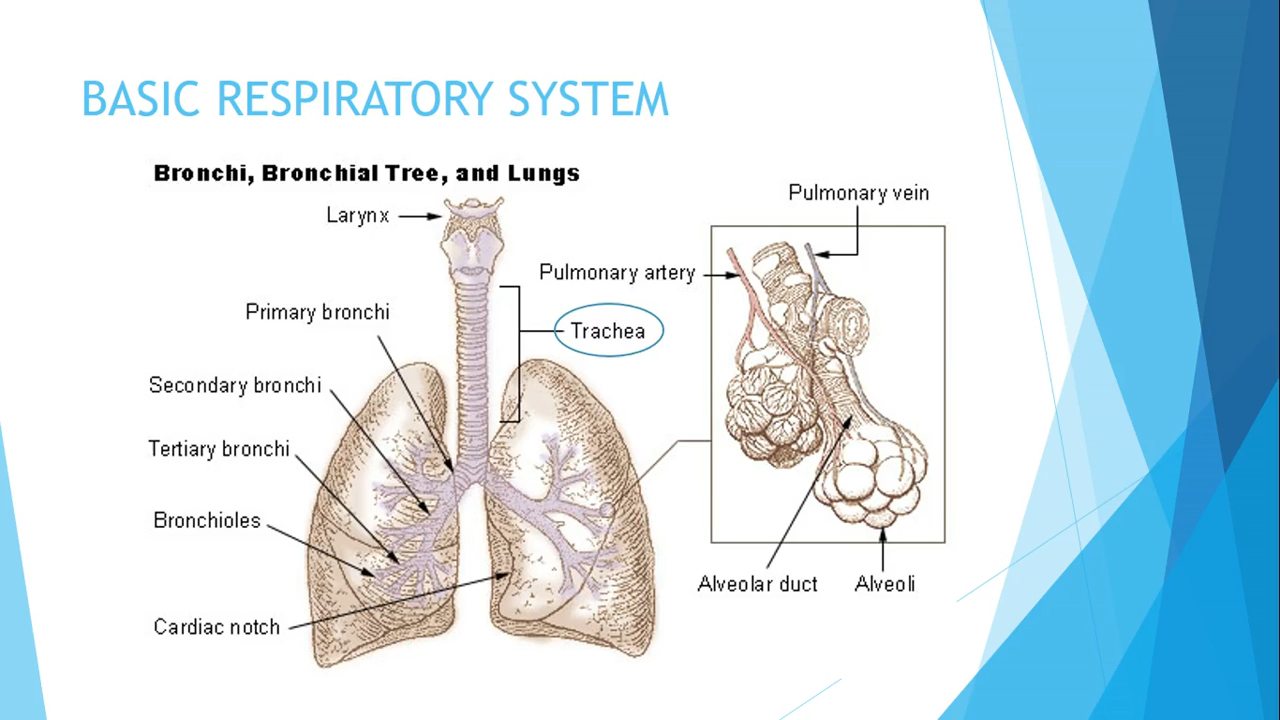 BASIC RESPIRATORY SYSTEM
Bronchi, Bronchial Tree, and Lungs
Larynx
Pulmonary vein
Pulmonary artery
Primary bronchi
Trachea
Secondary bronchi
Tertiary bronchi
Bronchioles
Alveolar duct
Alveoli
Cardiac notch